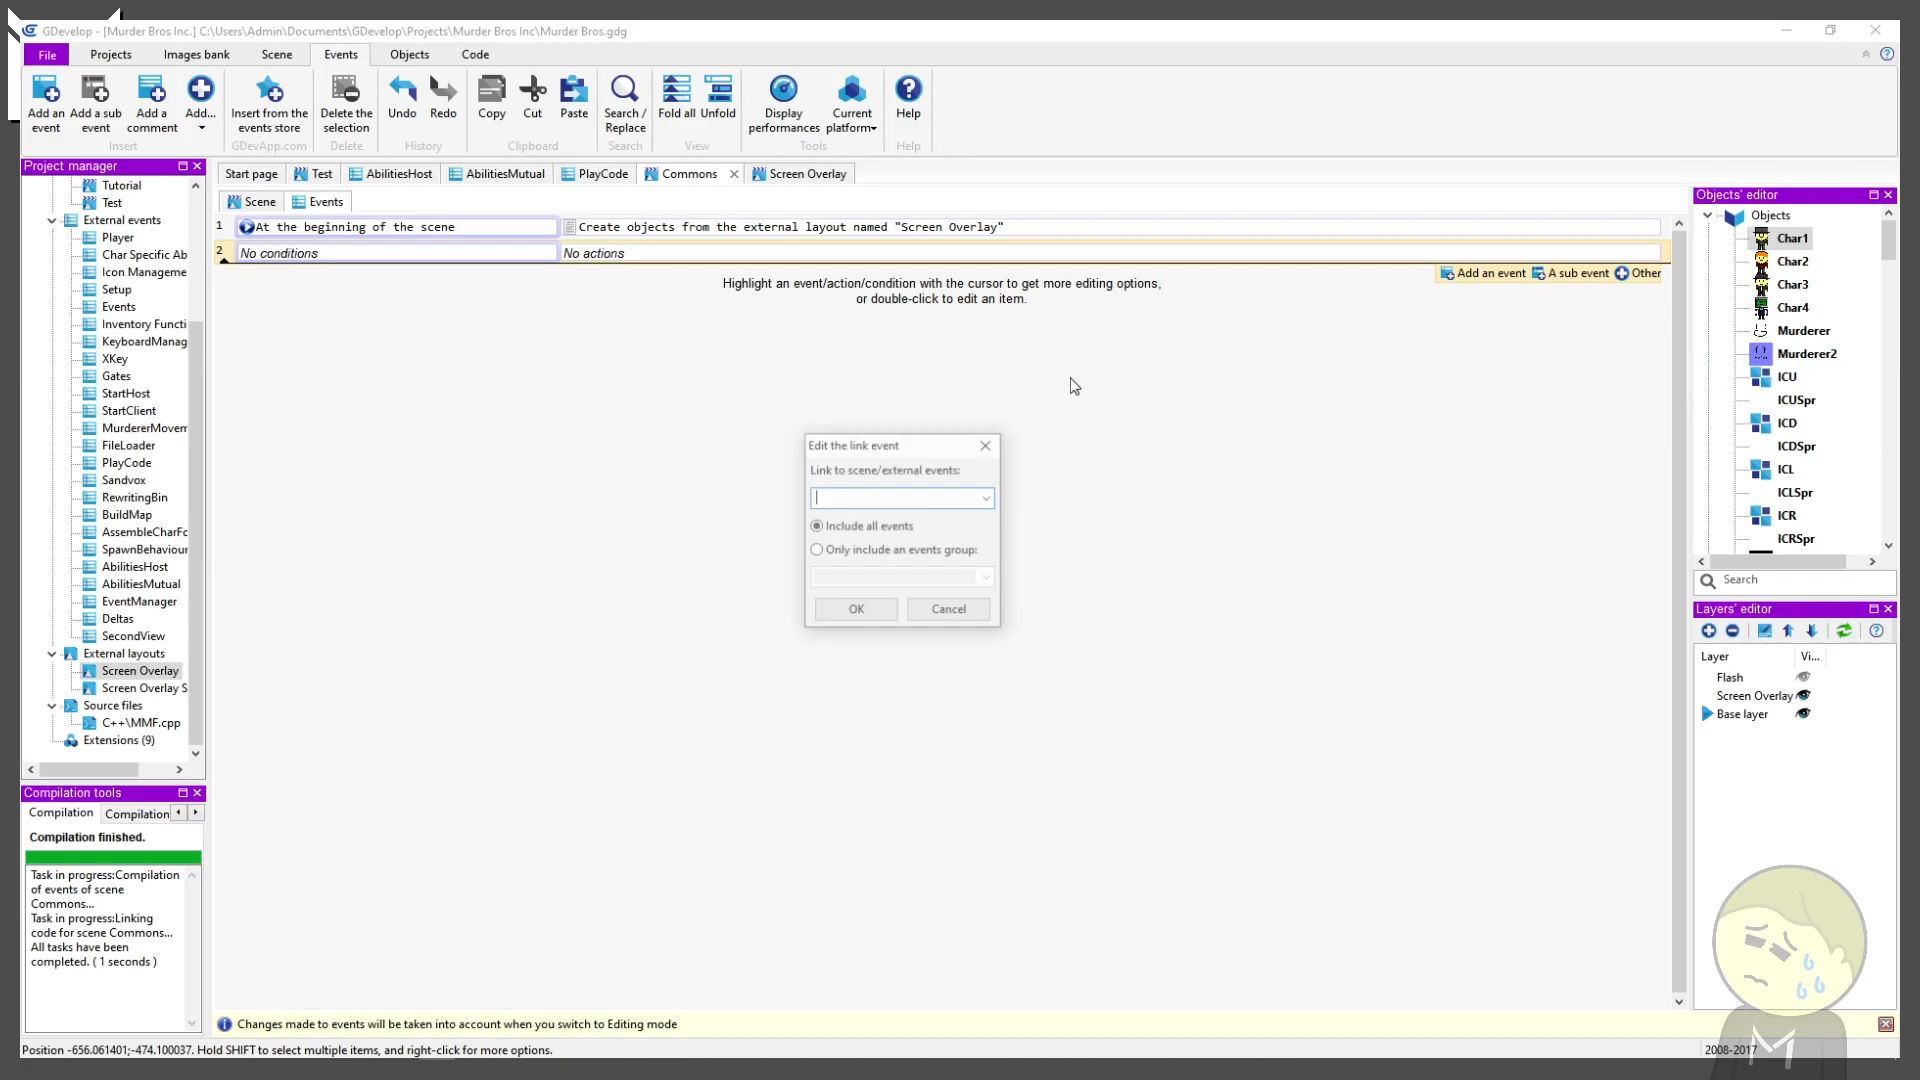 GDevelop - [Murder Bros Inc.] C:\Users\Admin\Documents\GDevelop\Projects\Murder Bros Inc\Murder Bros.gdg
File Projects Images bank Scene Events Objects Code
Add an event
Add a sub event
Add a comment
Add...
Insert from the events store
Delete the selection
Undo
Redo
Copy
Cut
Paste
Search / Replace
Fold all
Unfold
Display performances
Current platform
Help
Insert GDevApp.com Delete History Clipboard Search View Tools Help
Project manager
Tutorial
Test
External events
Player
Char Specific Ab
Icon Manageme
Setup
Events
Inventory Functi
KeyboardManag
XKey
Gates
StartHost
StartClient
MurdererMovem
FileLoader
PlayCode
Sandvox
RewritingBin
BuildMap
AssembleCharFo
SpawnBehaviour
AbilitiesHost
AbilitiesMutual
EventManager
Deltas
SecondView
External layouts
Screen Overlay
Screen Overlay S
Source files
C++\MMF.cpp
Extensions (9)
Compilation tools
Compilation Compilation
Compilation finished.
Task in progress:Compilation
of events of scene
Commons...
Task in progress:Linking
code for scene Commons...
All tasks have been
completed. ( 1 seconds )
Start page Test AbilitiesHost AbilitiesMutual PlayCode Commons Screen Overlay
Scene Events
1 At the beginning of the scene Create objects from the external layout named "Screen Overlay"
2 No conditions No actions
Add an event A sub event Other
Highlight an event/action/condition with the cursor to get more editing options,
or double-click to edit an item.
Edit the link event
Link to scene/external events:
Include all events
Only include an events group:
OK Cancel
Changes made to events will be taken into account when you switch to Editing mode
Objects' editor
Objects
Char1
Char2
Char3
Char4
Murderer
Murderer2
ICU
ICUSpr
ICD
ICDSpr
ICL
ICLSpr
ICR
ICRSpr
Search
Layers' editor
Layer Vi...
Flash
Screen Overlay
Base layer
Position -656.061401;-474.100037. Hold SHIFT to select multiple items, and right-click for more options.
2008-2017